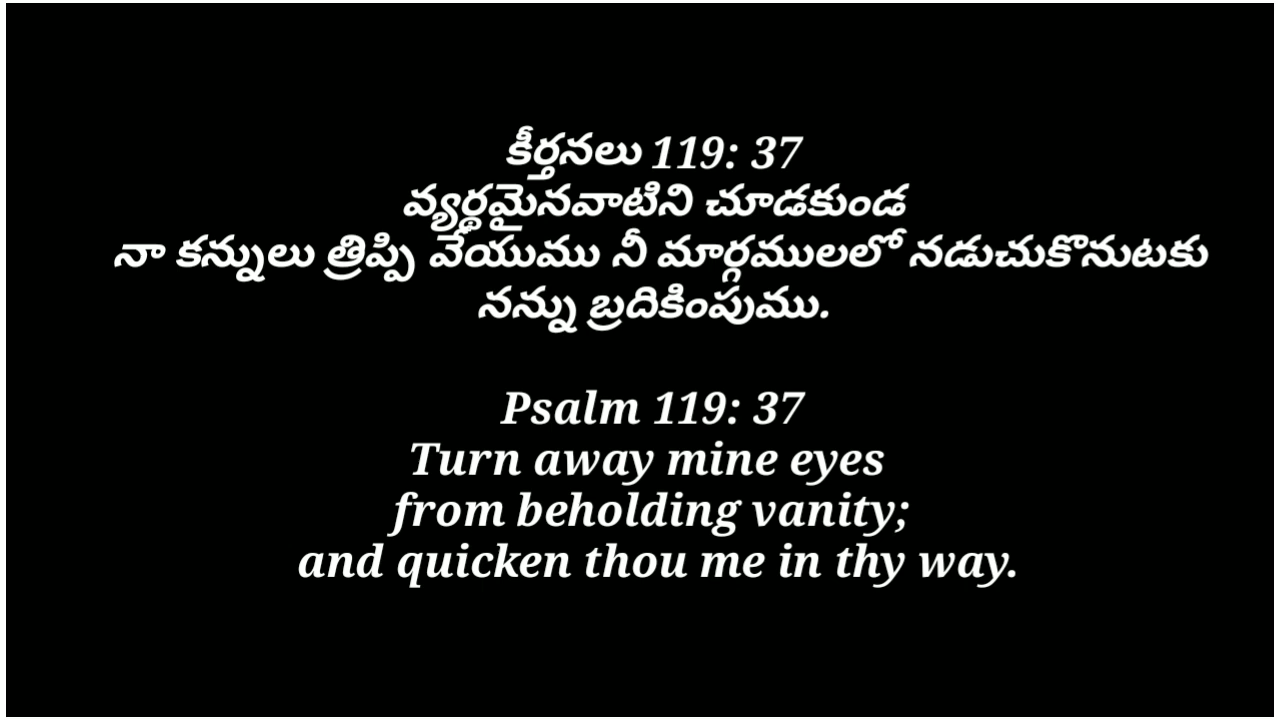 కీర్తనలు 119: 37
వ్యర్థమైనవాటిని చూడకుండ
నా కన్నులు త్రిప్పి వేయుము నీ మార్గములలో నడుచుకొనుటకు
నన్ను బ్రదికింపుము.
Psalm 119: 37
Turn away mine eyes
from beholding vanity;
and quicken thou me in thy way.